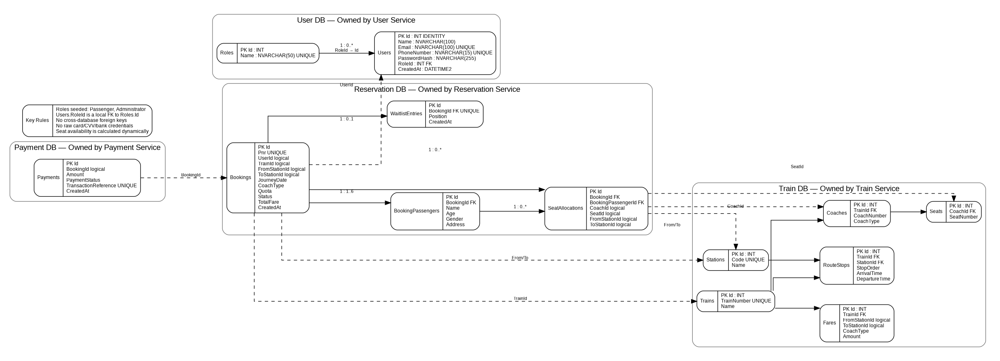 User DB — Owned by User Service
Roles
PK Id : INT
Name : NVARCHAR(50) UNIQUE
1 : 0..*
RoleId → Id
Users
PK Id : INT IDENTITY
Name : NVARCHAR(100)
Email : NVARCHAR(100) UNIQUE
PhoneNumber : NVARCHAR(15) UNIQUE
PasswordHash : NVARCHAR(255)
RoleId : INT FK
CreatedAt : DATETIME2
UserId
Reservation DB — Owned by Reservation Service
WaitlistEntries
PK Id
BookingId FK UNIQUE
Position
CreatedAt
1 : 0..1
Key Rules
Roles seeded: Passenger, Administrator
Users.RoleId is a local FK to Roles.Id
No cross-database foreign keys
No raw card/CVV/bank credentials
Seat availability is calculated dynamically
Payment DB — Owned by Payment Service
Payments
PK Id
BookingId logical
Amount
PaymentStatus
TransactionReference UNIQUE
CreatedAt
BookingId
Bookings
PK Id
Pnr UNIQUE
UserId logical
TrainId logical
FromStationId logical
ToStationId logical
JourneyDate
CoachType
Quota
Status
TotalFare
CreatedAt
1 : 0..*
1 : 1..6
BookingPassengers
PK Id
BookingId FK
Name
Age
Gender
Address
1 : 0..*
SeatAllocations
PK Id
BookingId FK
BookingPassengerId FK
CoachId logical
SeatId logical
FromStationId logical
ToStationId logical
SeatId
CoachId
From/To
From/To
TrainId
Train DB — Owned by Train Service
Coaches
PK Id : INT
TrainId FK
CoachNumber
CoachType
Seats
PK Id : INT
CoachId FK
SeatNumber
Stations
PK Id : INT
Code UNIQUE
Name
RouteStops
PK Id : INT
TrainId FK
StationId FK
StopOrder
ArrivalTime
DepartureTime
Trains
PK Id : INT
TrainNumber UNIQUE
Name
Fares
PK Id : INT
TrainId FK
FromStationId logical
ToStationId logical
CoachType
Amount